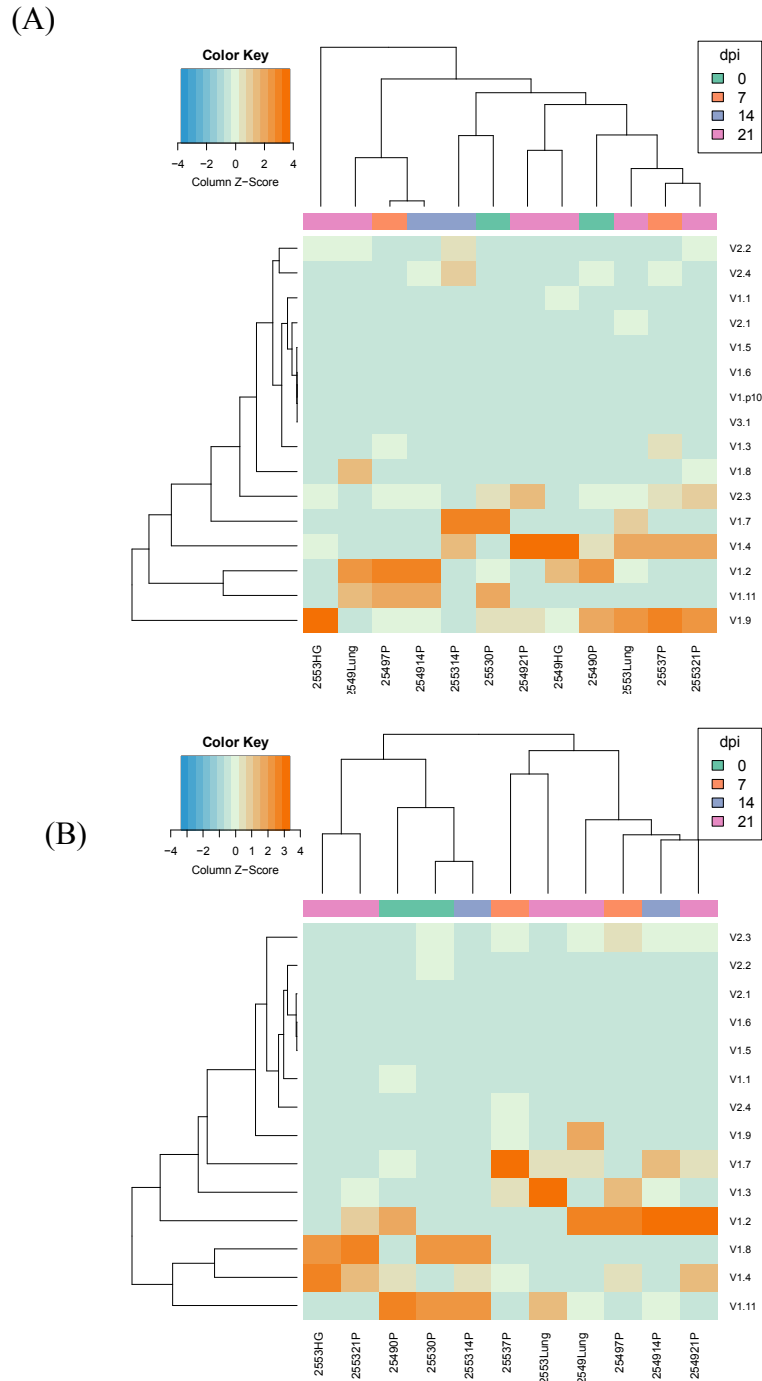 (A)
Color Key
−4 −2 0 2 4
Column Z−Score
dpi
0
7
14
21
V2.2
V2.4
V1.1
V2.1
V1.5
V1.6
V1.p10
V3.1
V1.3
V1.8
V2.3
V1.7
V1.4
V1.2
V1.11
V1.9
2553HG 2549Lung 25497P 254914P 255314P 25530P 254921P 2549HG 25490P 2553Lung 25537P 255321P
(B)
Color Key
−4 −2 0 1 2 3 4
Column Z−Score
dpi
0
7
14
21
V2.3
V2.2
V2.1
V1.6
V1.5
V1.1
V2.4
V1.9
V1.7
V1.3
V1.2
V1.8
V1.4
V1.11
2553HG 255321P 25490P 25530P 255314P 25537P 2553Lung 2549Lung 25497P 254914P 254921P